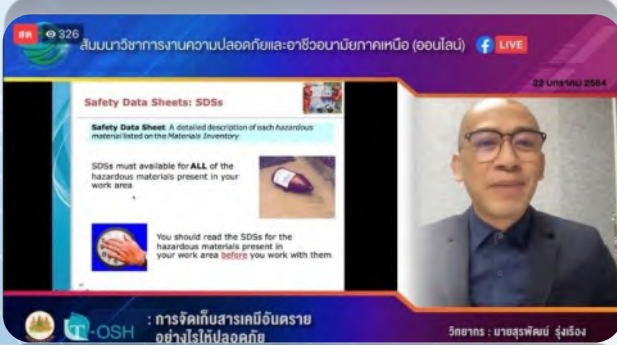 สด 326
สัมมนาวิชาการงานความปลอดภัยและอาชีวอนามัยภาคเหนือ (ออนไลน์) LIVE
22 มกราคม 2564
Safety Data Sheets: SDSs
Safety Data Sheet: A detailed description of each hazardous
material listed on the Materials Inventory
SDSs must available for ALL of the
hazardous materials present in your
work area
You should read the SDSs for the
hazardous materials present in
your work area before you work with them
T-OSH
: การจัดเก็บสารเคมีอันตราย
อย่างไรให้ปลอดภัย
วิทยากร : นายสุรพัฒน์ รุ่งเรือง